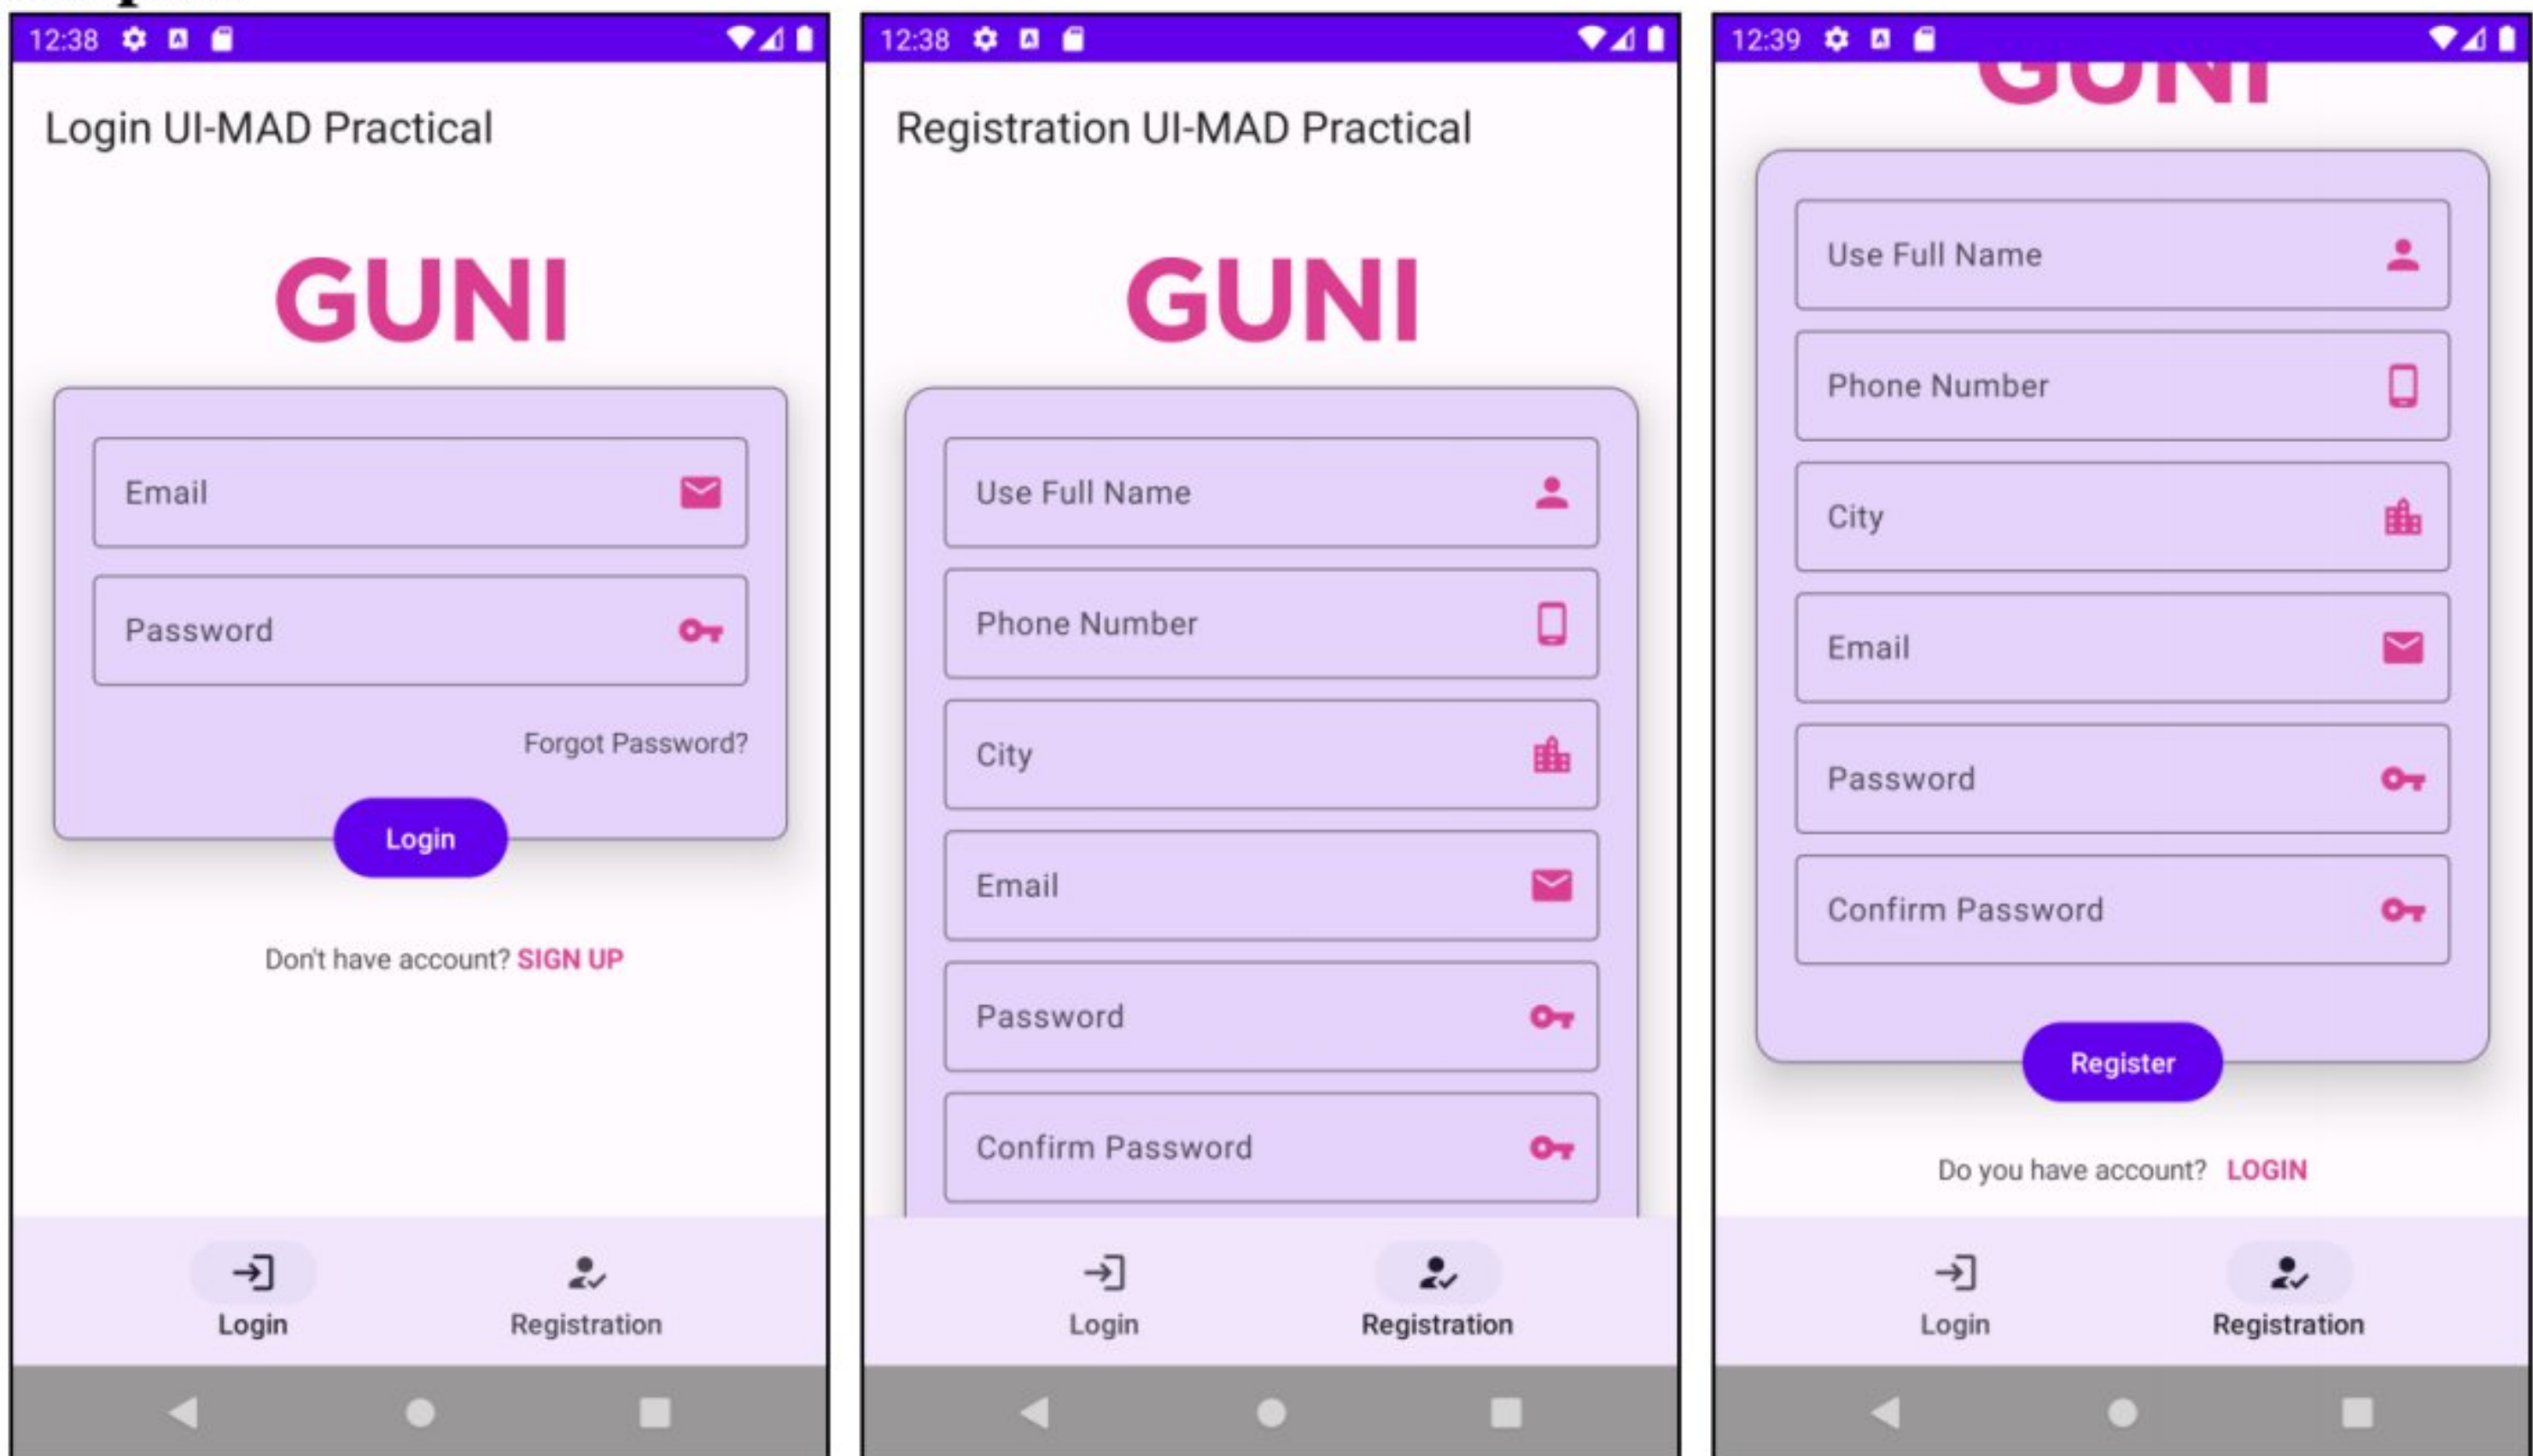 12:38
Login UI-MAD Practical
GUNI
Email
Password
Forgot Password?
Login
Don't have account? SIGN UP
Login
Registration
12:38
Registration UI-MAD Practical
GUNI
Use Full Name
Phone Number
City
Email
Password
Confirm Password
Login
Registration
12:39
GUNI
Use Full Name
Phone Number
City
Email
Password
Confirm Password
Register
Do you have account? LOGIN
Login
Registration